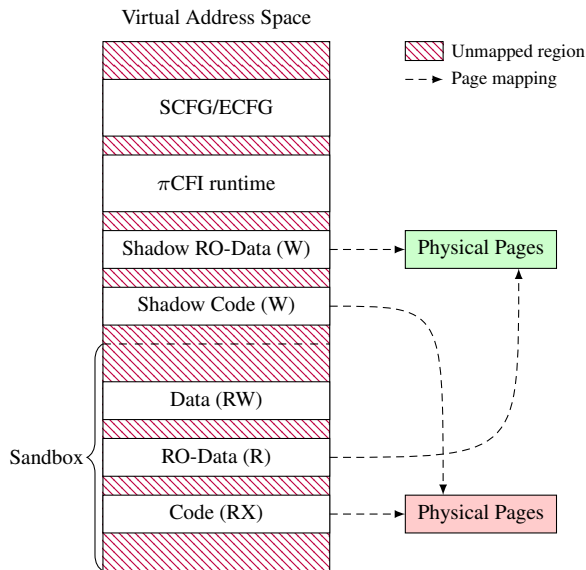 Virtual Address Space
Unmapped region
Page mapping
SCFG/ECFG
πCFI runtime
Shadow RO-Data (W)
Physical Pages
Shadow Code (W)
Data (RW)
Sandbox
RO-Data (R)
Code (RX)
Physical Pages